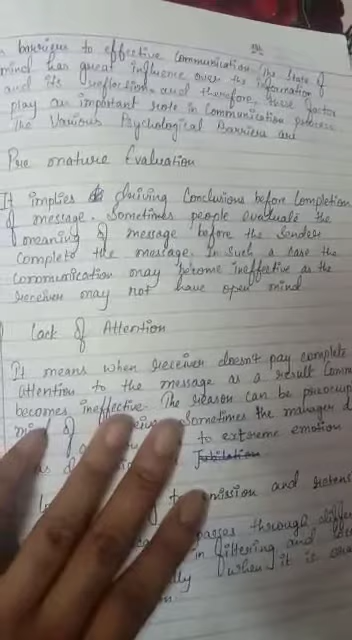 barriers to effective Communication. The State of
mind has great influence over the information
and its reflection and therefore, these factor
play an important role in Communication process
The Various Psychological Barriers are
Pre mature Evaluation
It implies driving Conclusions before Completion
of message. Sometimes people evaluate the
meaning of message before the Sender
Complete the message. In Such a case the
Communication may become ineffective as the
receiver may not have open mind
Lack of Attention
It means when receiver doesn't pay complete
Attention to the message as a result Comm
becomes ineffective. The reason can be
mind of Sometimes the manager
to extreme emotion
as
and
passes through
in filtering and
when it is